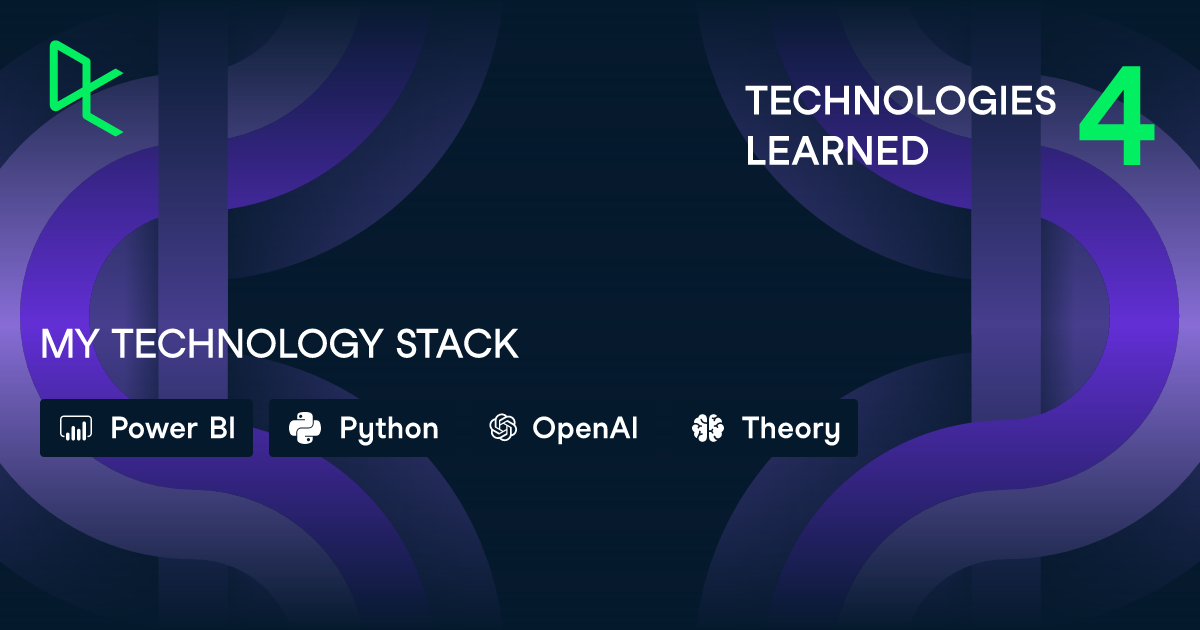 TECHNOLOGIES
LEARNED
4
MY TECHNOLOGY STACK
Power BI
Python
OpenAI
Theory